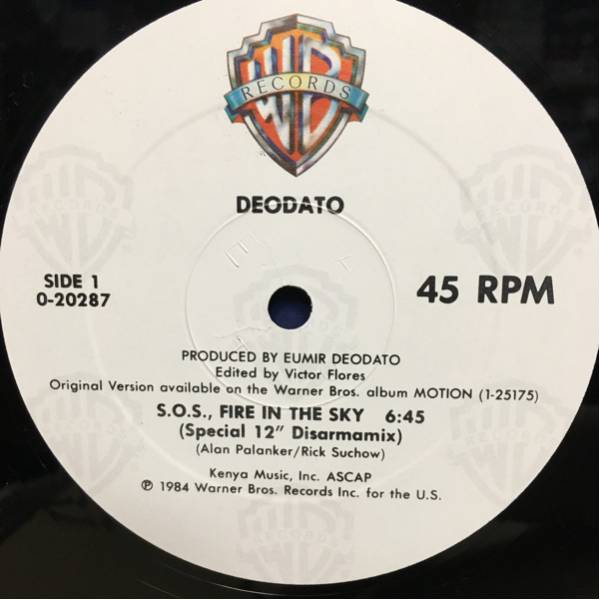 WB
RECORDS
DEODATO
SIDE 1
0-20287
45 RPM
PRODUCED BY EUMIR DEODATO
Edited by Victor Flores
Original Version available on the Warner Bros. album MOTION (1-25175)
S.O.S., FIRE IN THE SKY 6:45
(Special 12" Disarmamix)
(Alan Palanker/Rick Suchow)
Kenya Music, Inc. ASCAP
℗ 1984 Warner Bros. Records Inc. for the U.S.